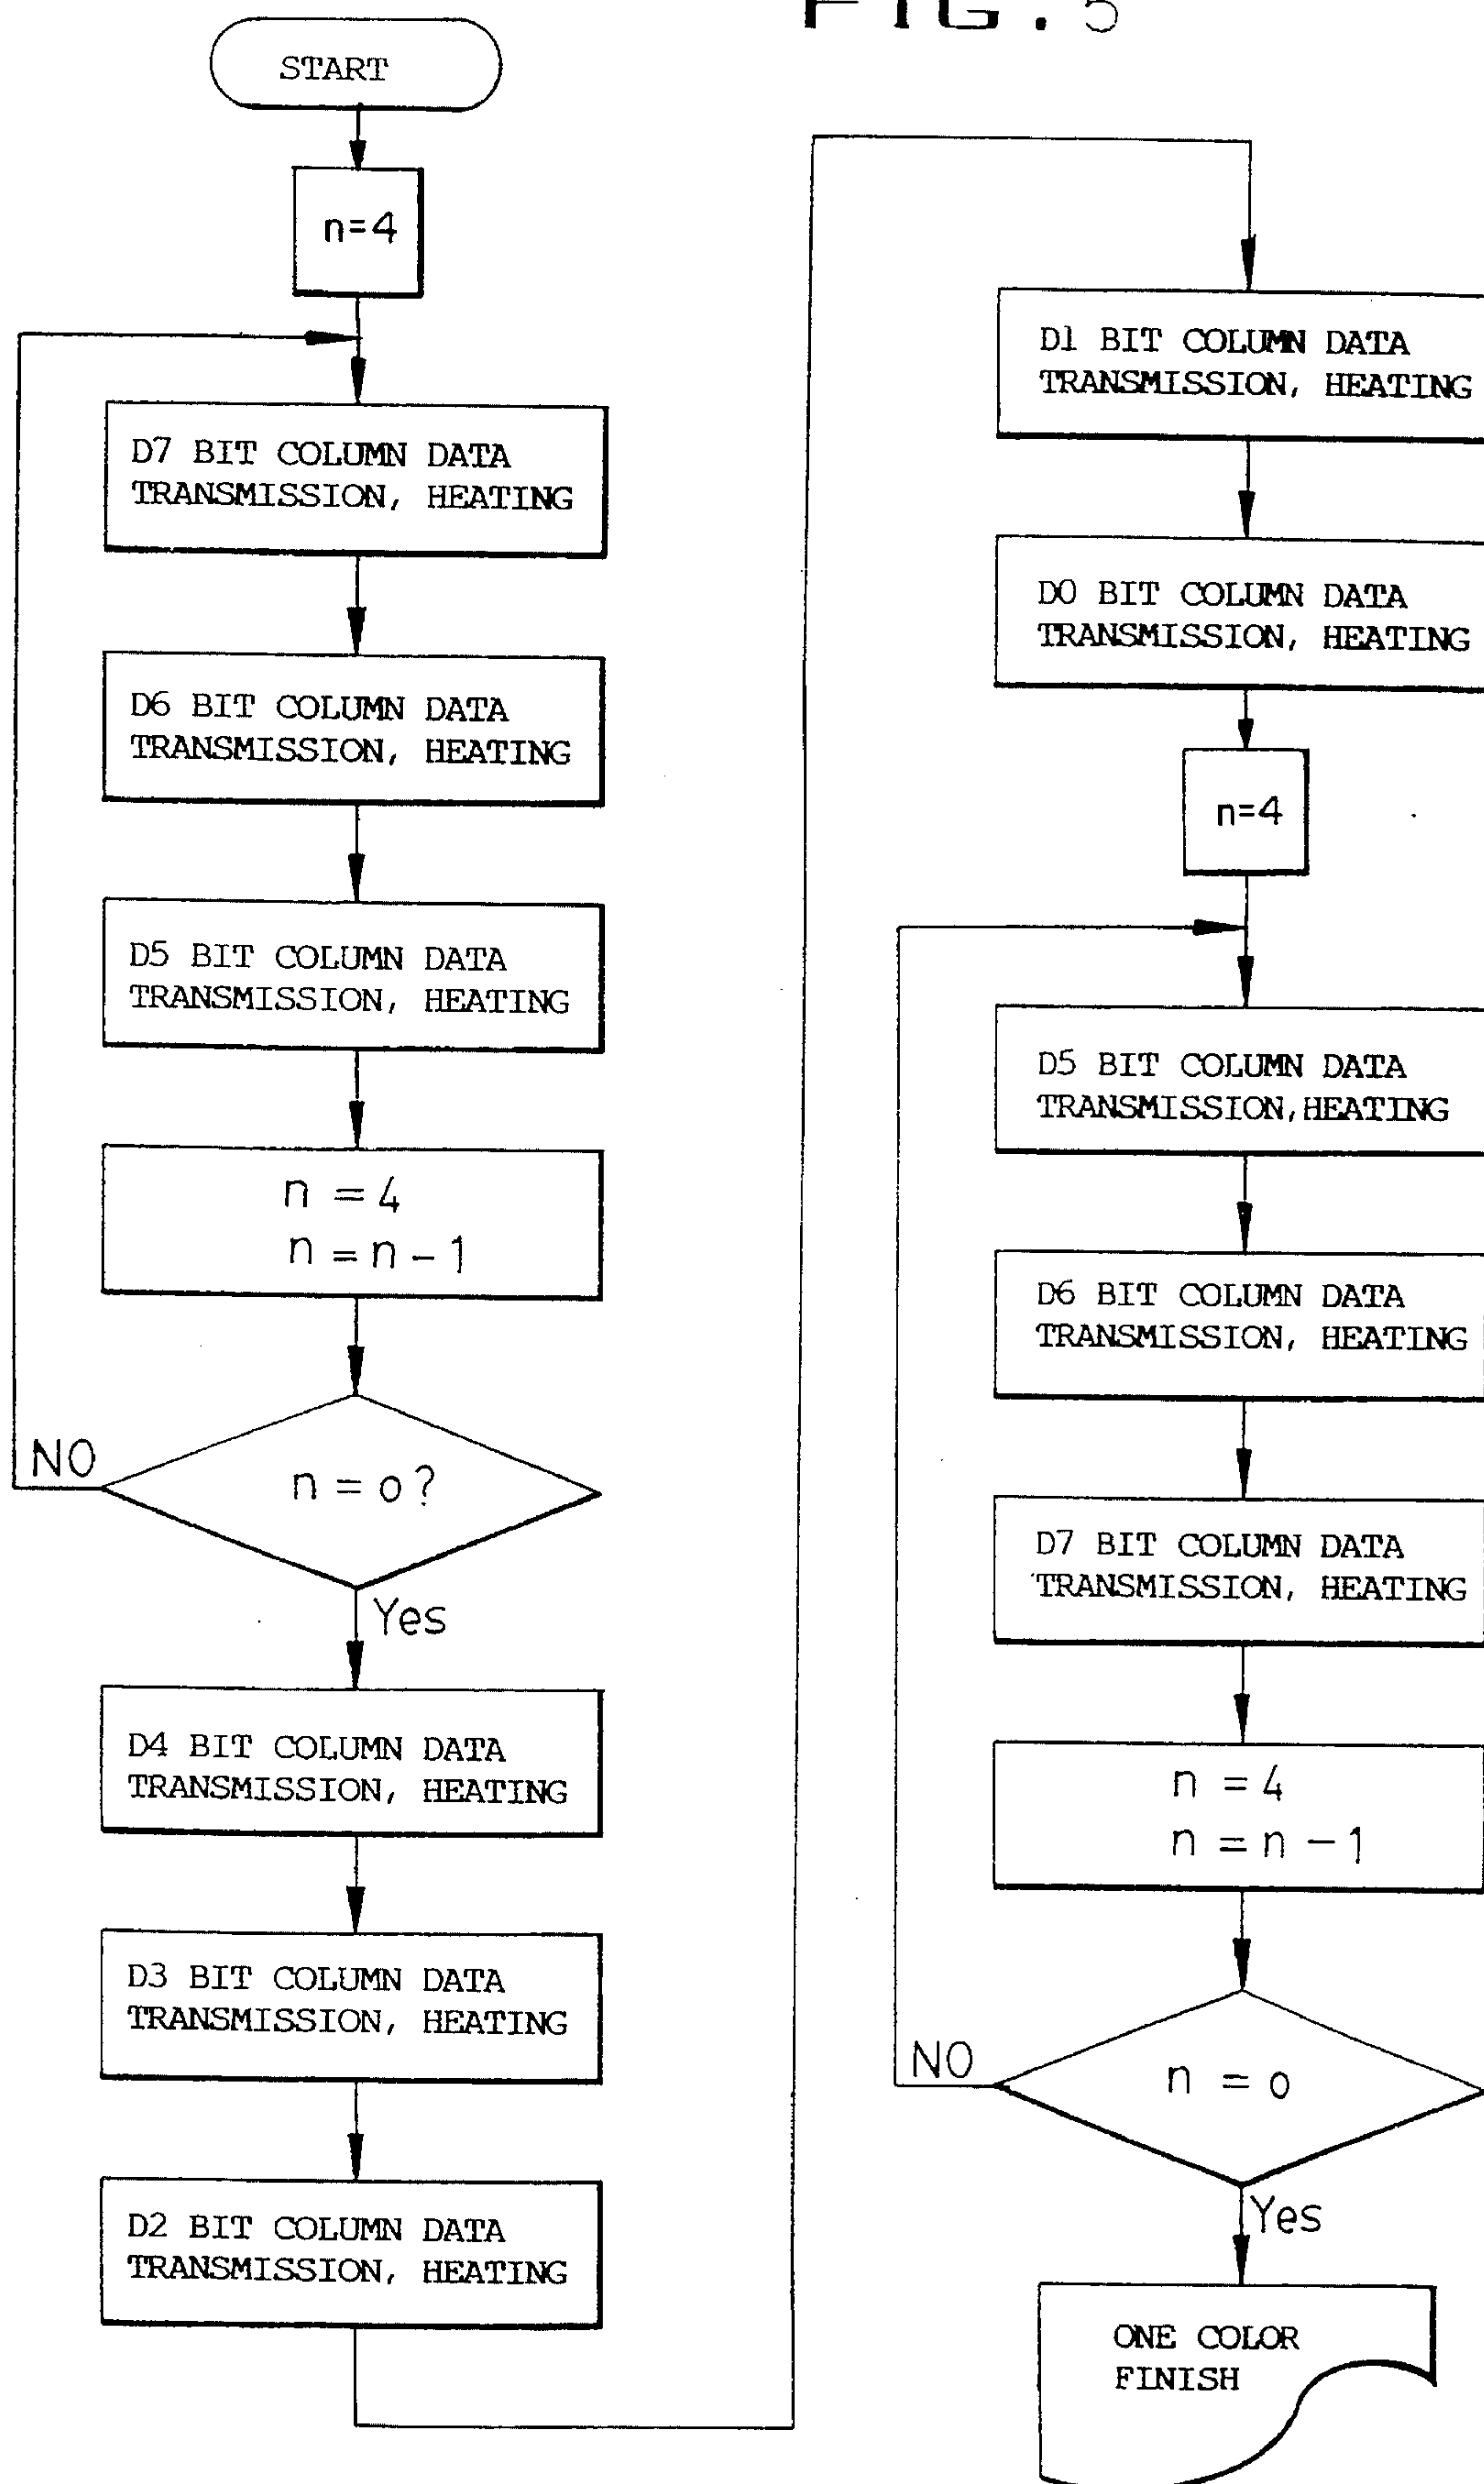 FIG. 5
START
n=4
D7 BIT COLUMN DATA
TRANSMISSION, HEATING
D6 BIT COLUMN DATA
TRANSMISSION, HEATING
D5 BIT COLUMN DATA
TRANSMISSION, HEATING
n = 4
n = n - 1
n = o ?
NO
Yes
D4 BIT COLUMN DATA
TRANSMISSION, HEATING
D3 BIT COLUMN DATA
TRANSMISSION, HEATING
D2 BIT COLUMN DATA
TRANSMISSION, HEATING
D1 BIT COLUMN DATA
TRANSMISSION, HEATING
D0 BIT COLUMN DATA
TRANSMISSION, HEATING
n=4
D5 BIT COLUMN DATA
TRANSMISSION,HEATING
D6 BIT COLUMN DATA
TRANSMISSION, HEATING
D7 BIT COLUMN DATA
TRANSMISSION, HEATING
n = 4
n = n - 1
NO
n = o
Yes
ONE COLOR
FINISH